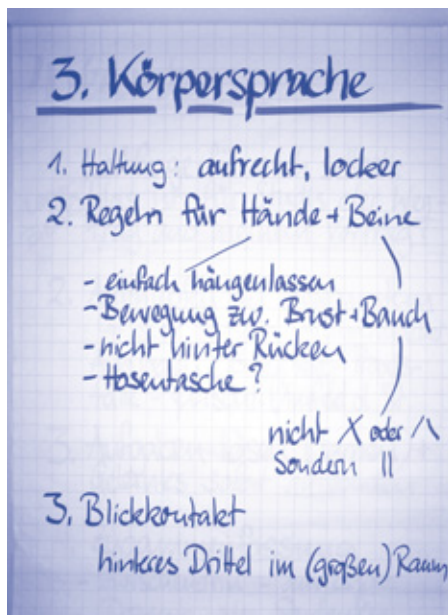 3. Körpersprache
1. Haltung: aufrecht, locker
2. Regeln für Hände + Beine
- einfach hängenlassen
- Bewegung zw. Brust + Bauch
- nicht hinter Rücken
- Hosentasche?
nicht X oder /\
Sondern ||
3. Blickkontakt
hinteres Drittel im (großen) Raum